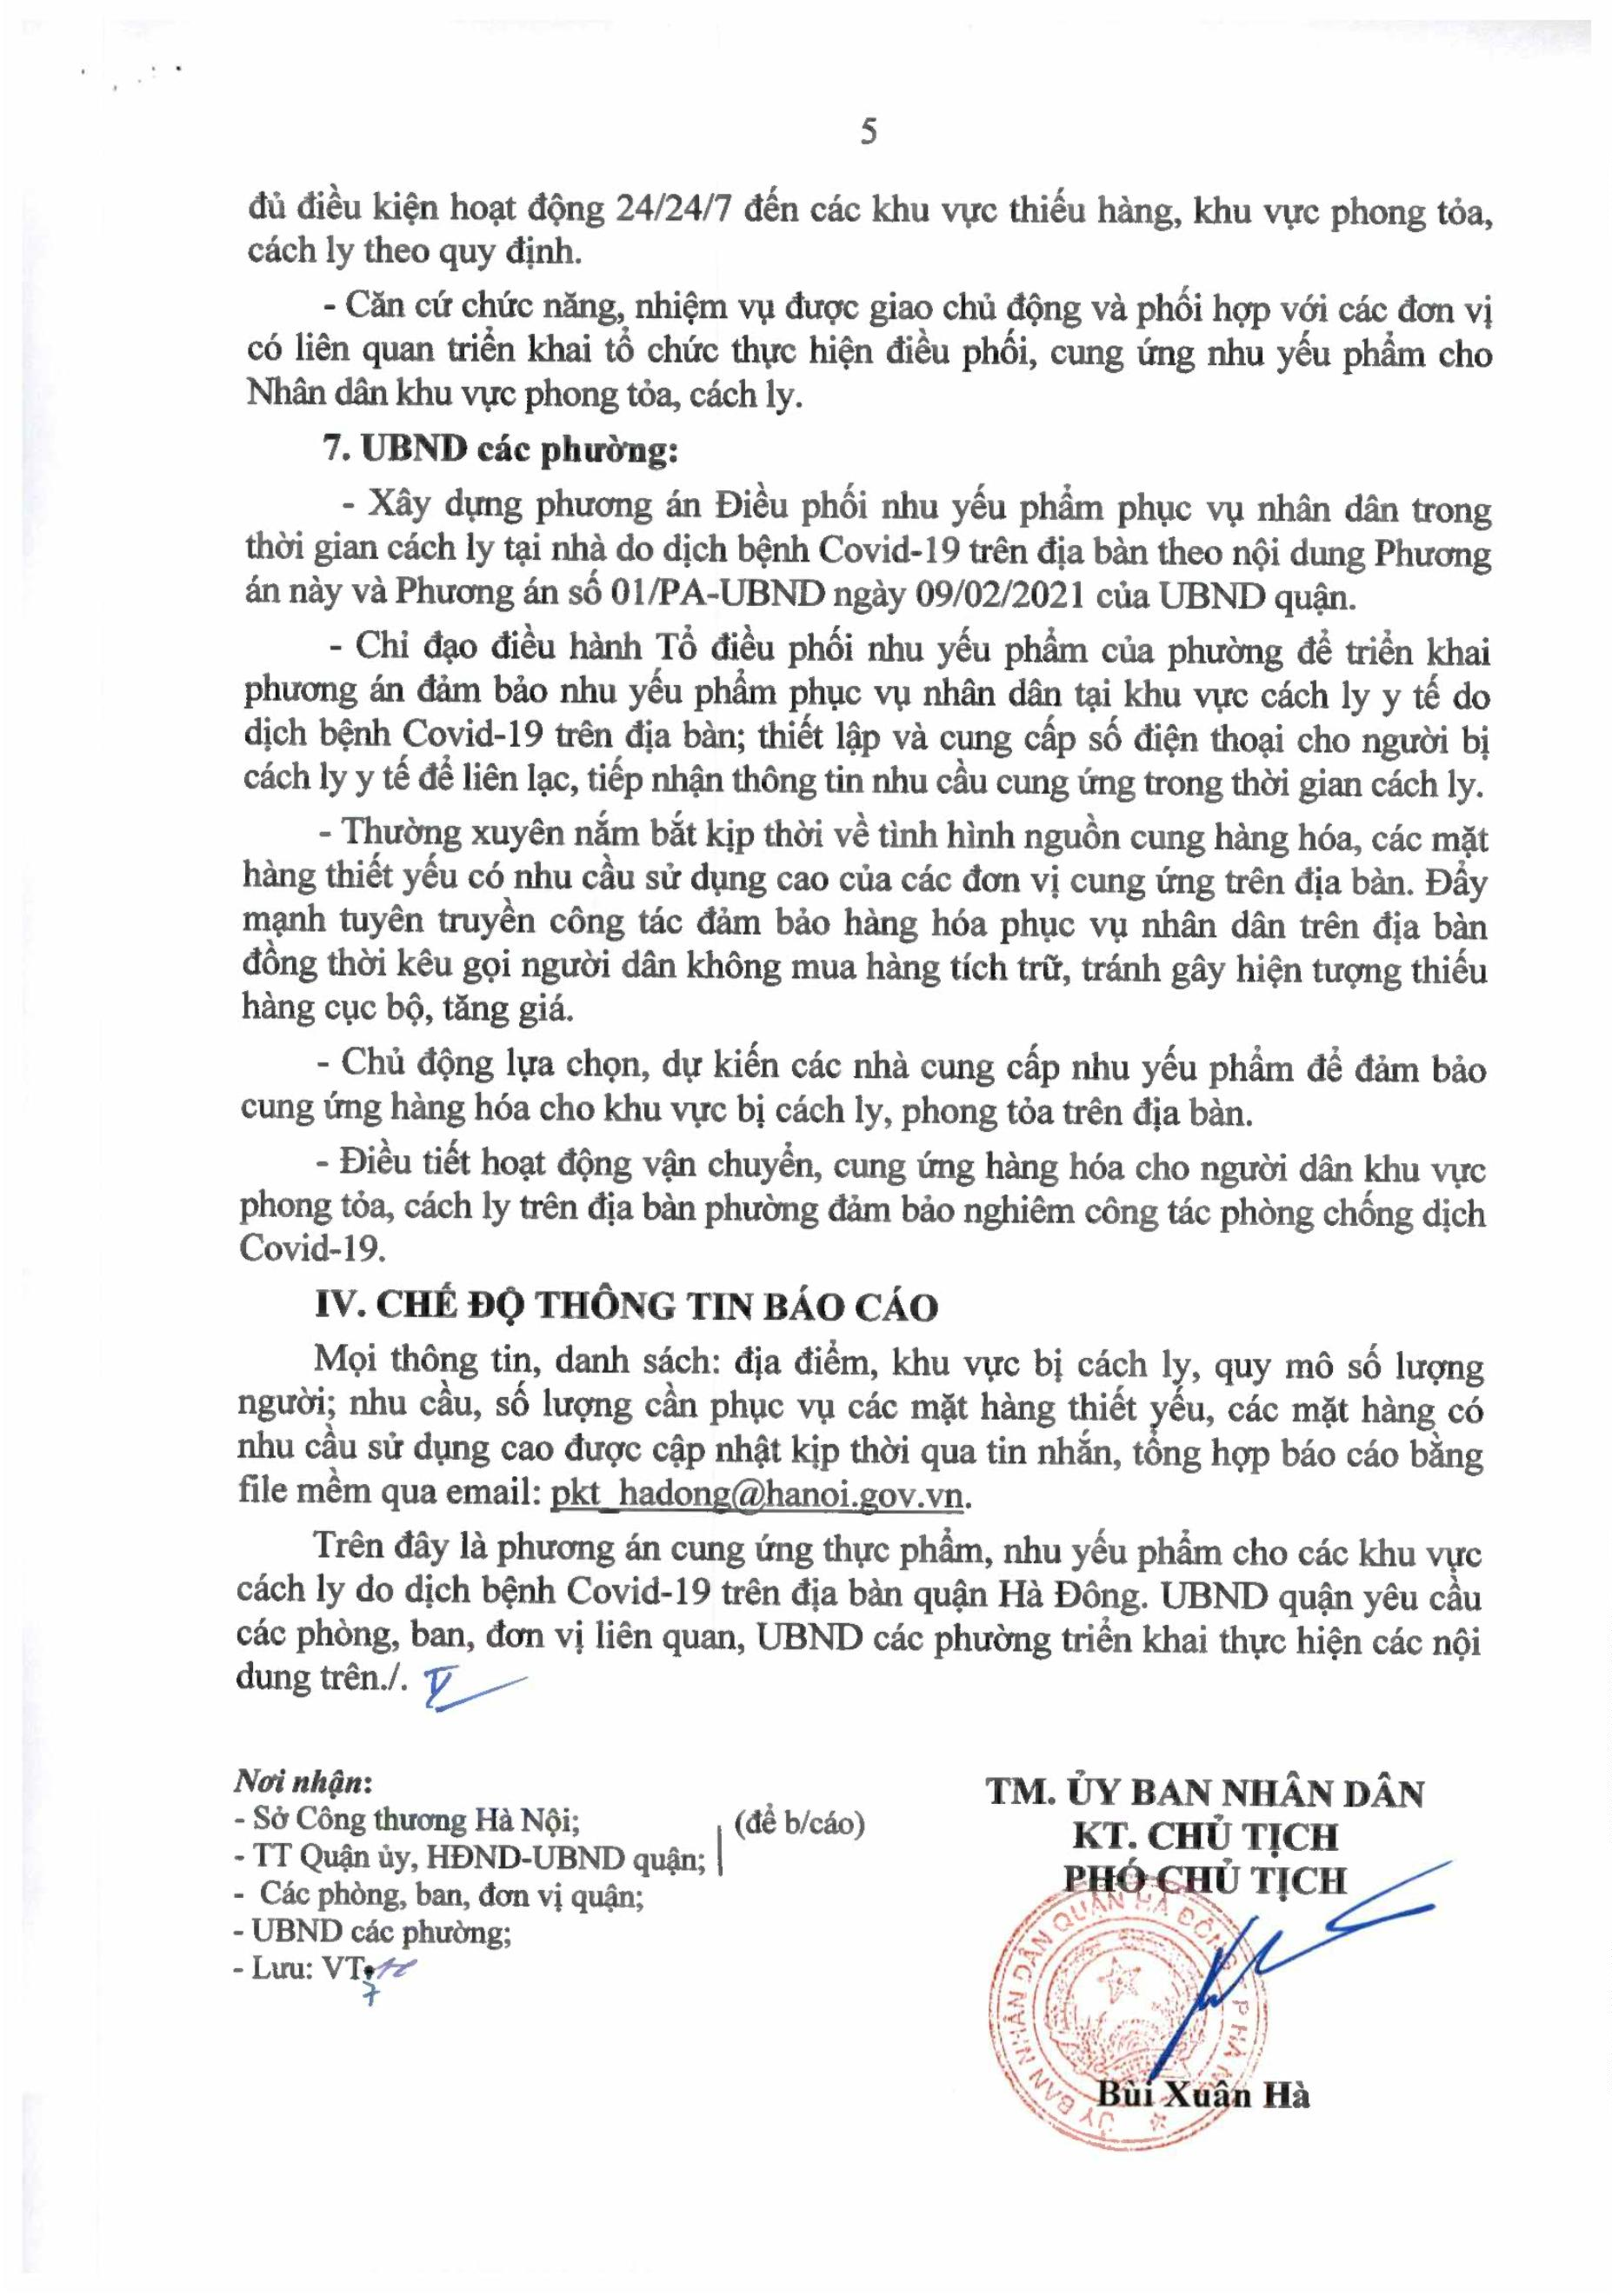 5
đủ điều kiện hoạt động 24/24/7 đến các khu vực thiếu hàng, khu vực phong tỏa,
cách ly theo quy định.
- Căn cứ chức năng, nhiệm vụ được giao chủ động và phối hợp với các đơn vị
có liên quan triển khai tổ chức thực hiện điều phối, cung ứng nhu yếu phẩm cho
Nhân dân khu vực phong tỏa, cách ly.
7. UBND các phường:
- Xây dựng phương án Điều phối nhu yếu phẩm phục vụ nhân dân trong
thời gian cách ly tại nhà do dịch bệnh Covid-19 trên địa bàn theo nội dung Phương
án này và Phương án số 01/PA-UBND ngày 09/02/2021 của UBND quận.
- Chỉ đạo điều hành Tổ điều phối nhu yếu phẩm của phường để triển khai
phương án đảm bảo nhu yếu phẩm phục vụ nhân dân tại khu vực cách ly y tế do
dịch bệnh Covid-19 trên địa bàn; thiết lập và cung cấp số điện thoại cho người bị
cách ly y tế để liên lạc, tiếp nhận thông tin nhu cầu cung ứng trong thời gian cách ly.
- Thường xuyên nắm bắt kịp thời về tình hình nguồn cung hàng hóa, các mặt
hàng thiết yếu có nhu cầu sử dụng cao của các đơn vị cung ứng trên địa bàn. Đẩy
mạnh tuyên truyền công tác đảm bảo hàng hóa phục vụ nhân dân trên địa bàn
đồng thời kêu gọi người dân không mua hàng tích trữ, tránh gây hiện tượng thiếu
hàng cục bộ, tăng giá.
- Chủ động lựa chọn, dự kiến các nhà cung cấp nhu yếu phẩm để đảm bảo
cung ứng hàng hóa cho khu vực bị cách ly, phong tỏa trên địa bàn.
- Điều tiết hoạt động vận chuyển, cung ứng hàng hóa cho người dân khu vực
phong tỏa, cách ly trên địa bàn phường đảm bảo nghiêm công tác phòng chống dịch
Covid-19.
IV. CHẾ ĐỘ THÔNG TIN BÁO CÁO
Mọi thông tin, danh sách: địa điểm, khu vực bị cách ly, quy mô số lượng
người; nhu cầu, số lượng cần phục vụ các mặt hàng thiết yếu, các mặt hàng có
nhu cầu sử dụng cao được cập nhật kịp thời qua tin nhắn, tổng hợp báo cáo bằng
file mềm qua email: pkt_hadong@hanoi.gov.vn.
Trên đây là phương án cung ứng thực phẩm, nhu yếu phẩm cho các khu vực
cách ly do dịch bệnh Covid-19 trên địa bàn quận Hà Đông. UBND quận yêu cầu
các phòng, ban, đơn vị liên quan, UBND các phường triển khai thực hiện các nội
dung trên./.
Nơi nhận:
- Sở Công thương Hà Nội;
- TT Quận ủy, HĐND-UBND quận;
(để b/cáo)
- Các phòng, ban, đơn vị quận;
- UBND các phường;
- Lưu: VT.
7
TM. ỦY BAN NHÂN DÂN
KT. CHỦ TỊCH
PHÓ CHỦ TỊCH
ỦY BAN NHÂN DÂN QUẬN HÀ ĐÔNG
Bùi Xuân Hà